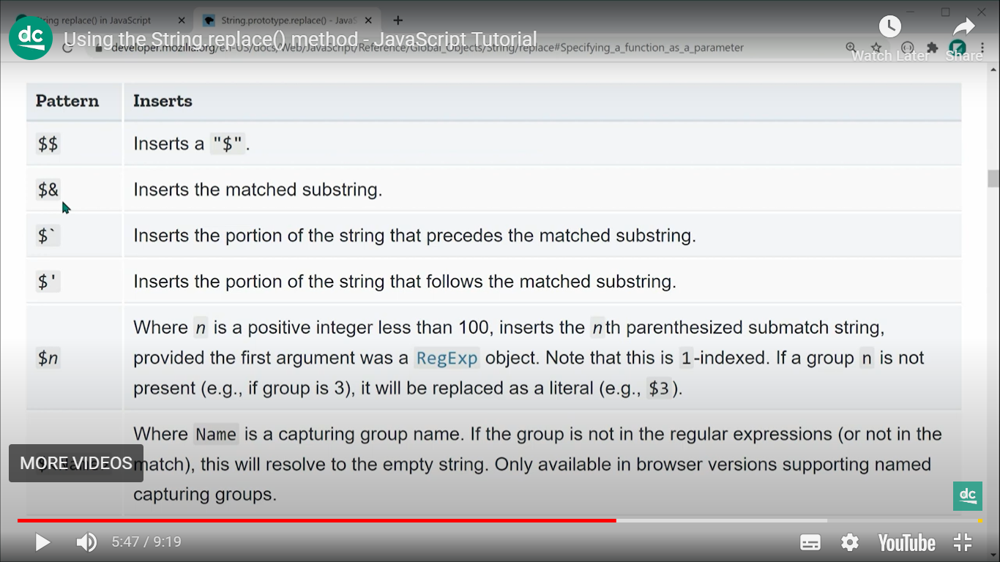 String replace() in JavaScript
String.prototype.replace() - JavaS
dc
Using the String.replace() method - JavaScript Tutorial
developer.mozilla.org/en-US/docs/Web/JavaScript/Reference/Global_Objects/String/replace#Specifying_a_function_as_a_parameter
Watch Later
Share
Pattern Inserts
$$ Inserts a "$".
$& Inserts the matched substring.
$` Inserts the portion of the string that precedes the matched substring.
$' Inserts the portion of the string that follows the matched substring.
Where n is a positive integer less than 100, inserts the nth parenthesized submatch string,
$n provided the first argument was a RegExp object. Note that this is 1-indexed. If a group n is not
present (e.g., if group is 3), it will be replaced as a literal (e.g., $3).
Where Name is a capturing group name. If the group is not in the regular expressions (or not in the
MORE VIDEOS
match), this will resolve to the empty string. Only available in browser versions supporting named
capturing groups.
dc
5:47 / 9:19
YouTube